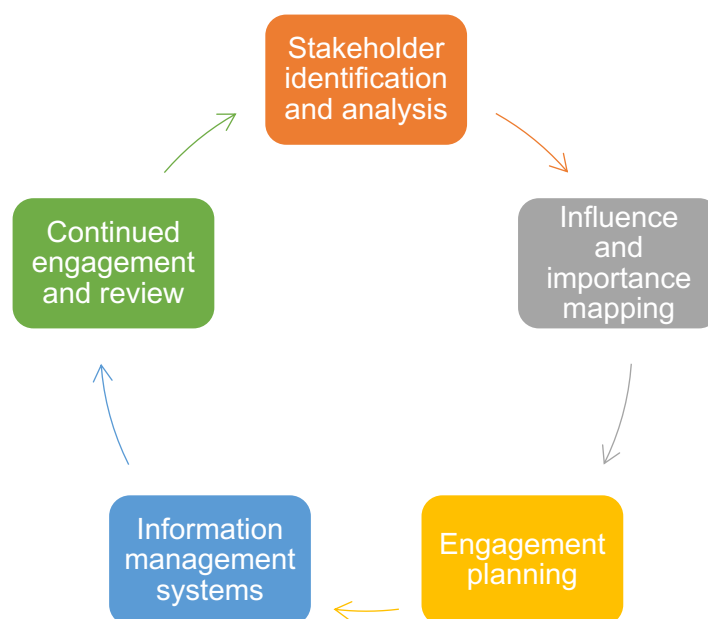 Stakeholder
identification
and analysis
Influence
and
importance
mapping
Engagement
planning
Information
management
systems
Continued
engagement
and review